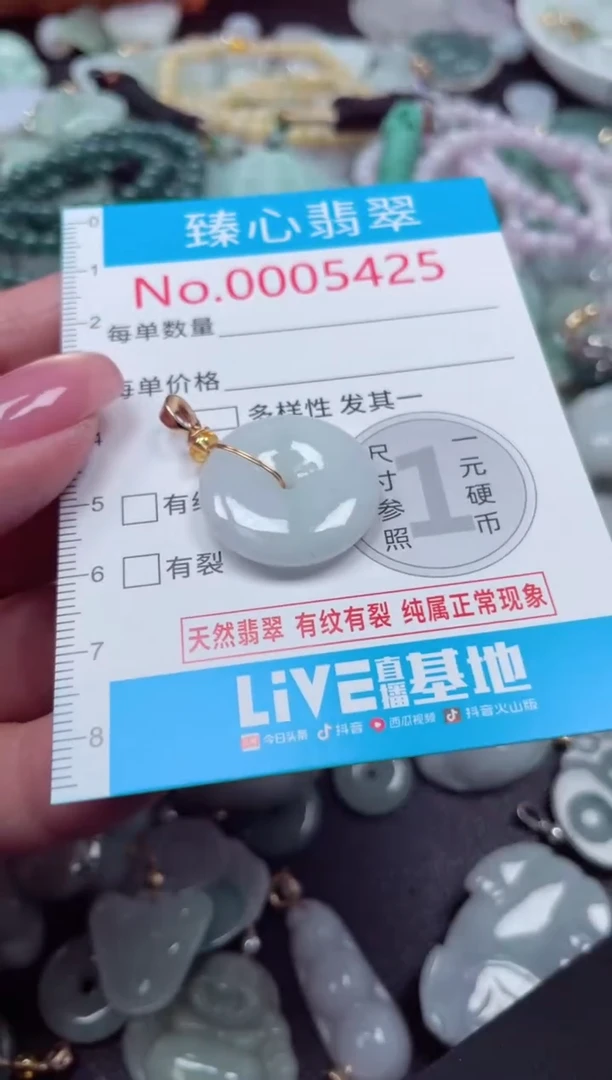 臻心翡翠
No.0005425
每单数量
每单价格
多样性 发其一
尺寸参照
1
一元硬币
有
有裂
天然翡翠 有纹有裂 纯属正常现象
LiVE直播基地
今日头条 抖音 西瓜视频 抖音火山版
0
1
2
4
5
6
7
8